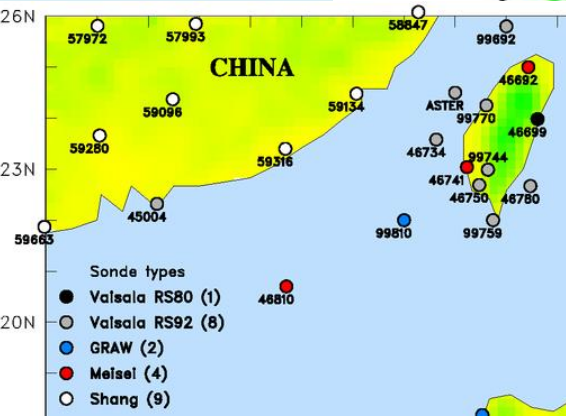 26N
57972
57993
58847
99692
CHINA
46692
59096
59134
ASTER
99770
46699
59280
46734
59316
99744
23N
46741
46750
46780
45004
59663
99810
99759
Sonde types
46810
Vaisala RS80 (1)
20N
Vaisala RS92 (8)
GRAW (2)
Meisei (4)
Shang (9)